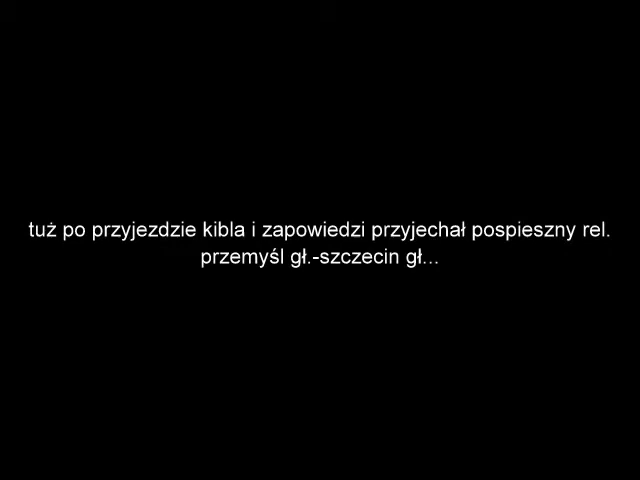 tuż po przyjezdzie kibla i zapowiedzi przyjechał pospieszny rel.
przemyśl gł.-szczecin gł...